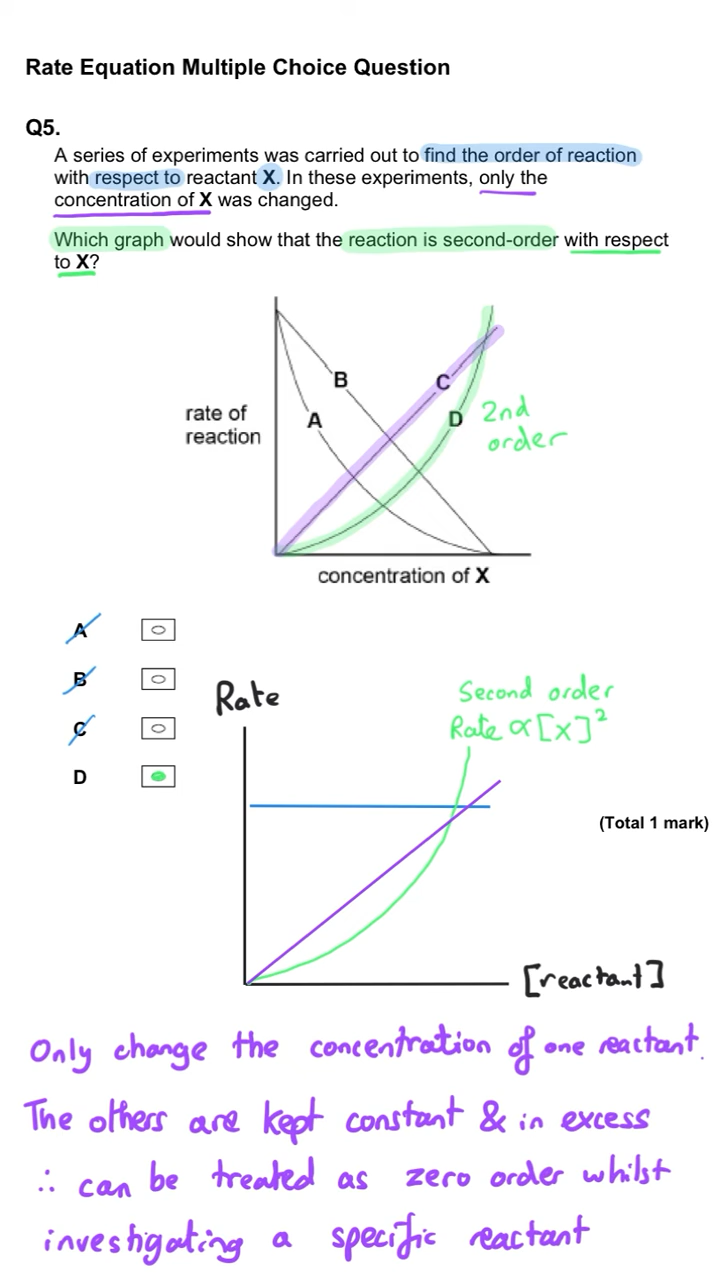 Rate Equation Multiple Choice Question
Q5.
A series of experiments was carried out to find the order of reaction
with respect to reactant X. In these experiments, only the
concentration of X was changed.
Which graph would show that the reaction is second-order with respect
to X?
B
C
rate of
reaction
A
D
2nd
order
concentration of X
A
B
C
D
Rate
Second order
Rate ∝ [X]²
(Total 1 mark)
[reactant]
Only change the concentration of one reactant.
The others are kept constant & in excess
∴ can be treated as zero order whilst
investigating a specific reactant